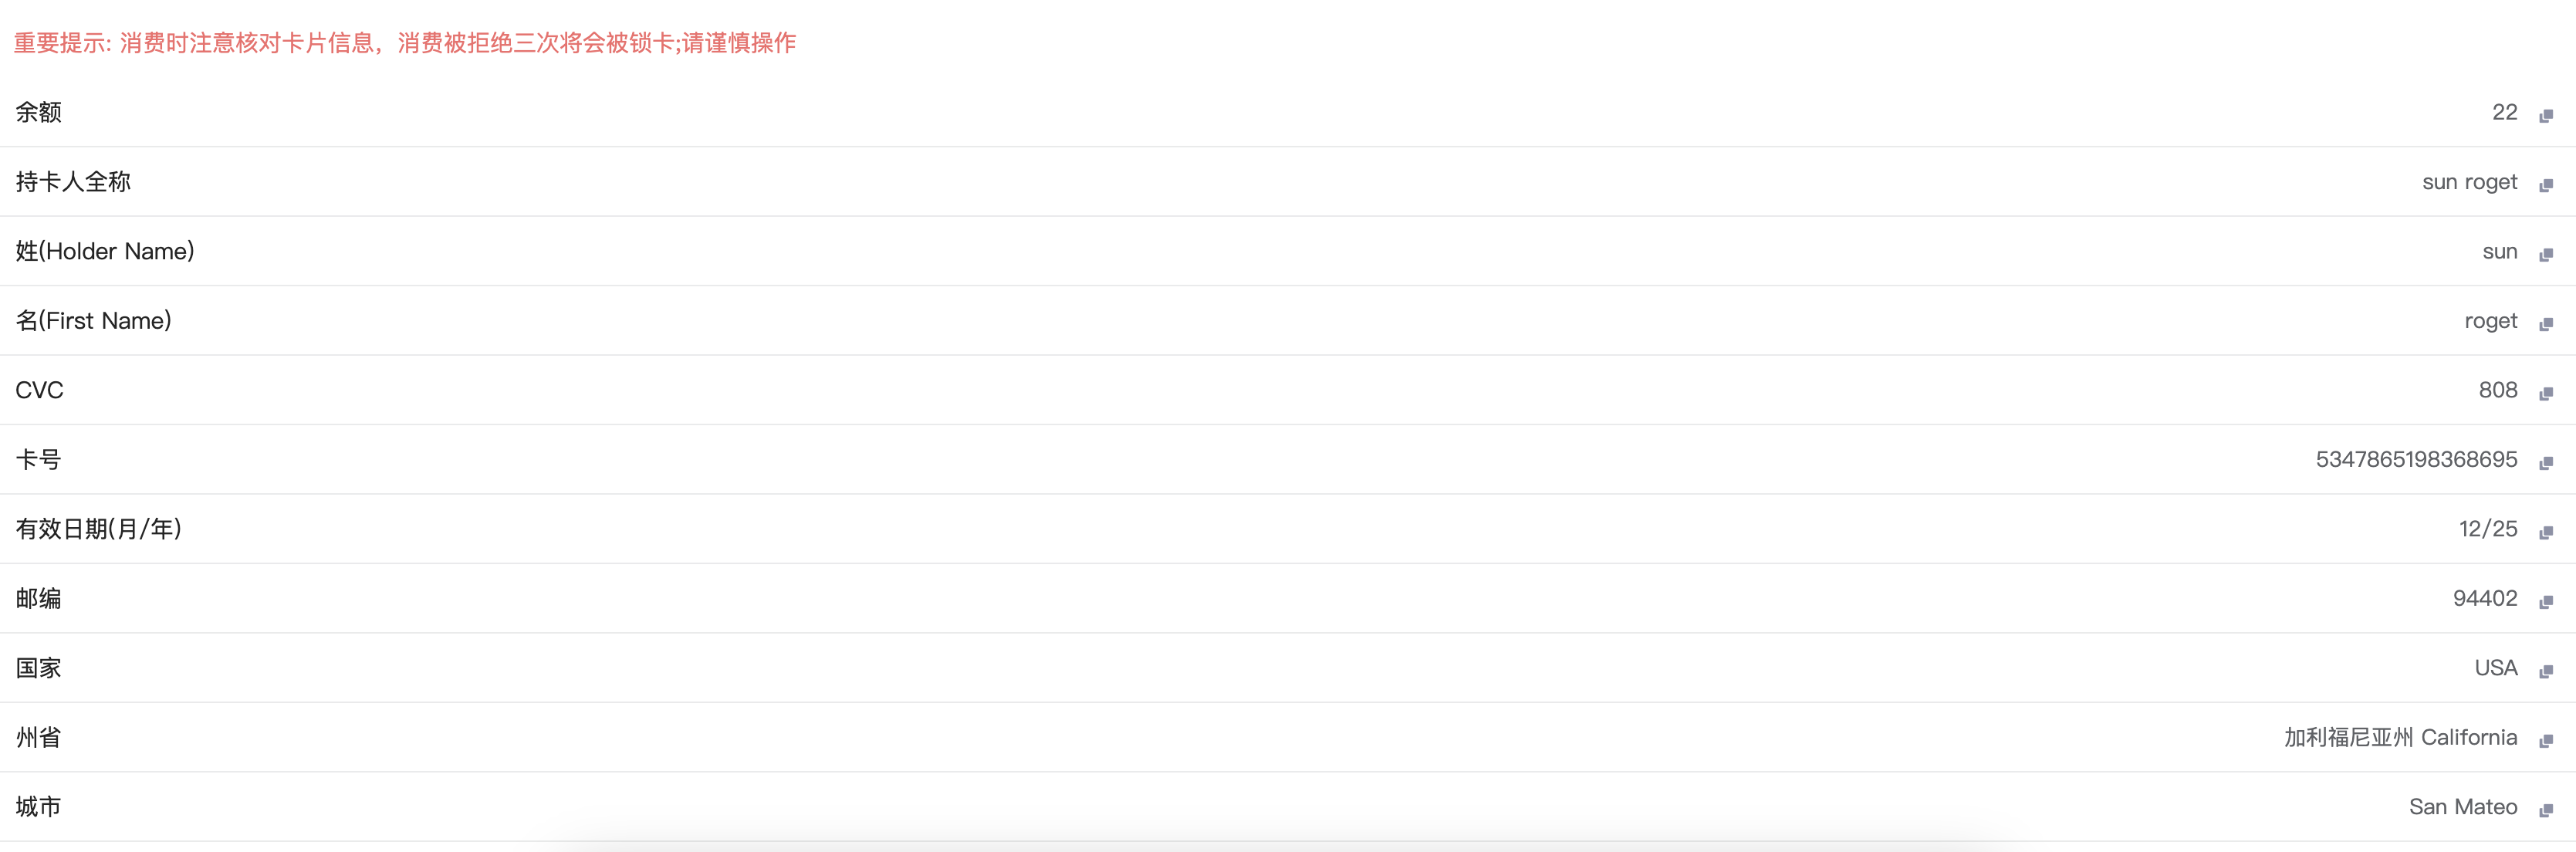 重要提示: 消费时注意核对卡片信息，消费被拒绝三次将会被锁卡;请谨慎操作
余额 22
持卡人全称 sun roget
姓(Holder Name) sun
名(First Name) roget
CVC 808
卡号 5347865198368695
有效日期(月/年) 12/25
邮编 94402
国家 USA
州省 加利福尼亚州 California
城市 San Mateo